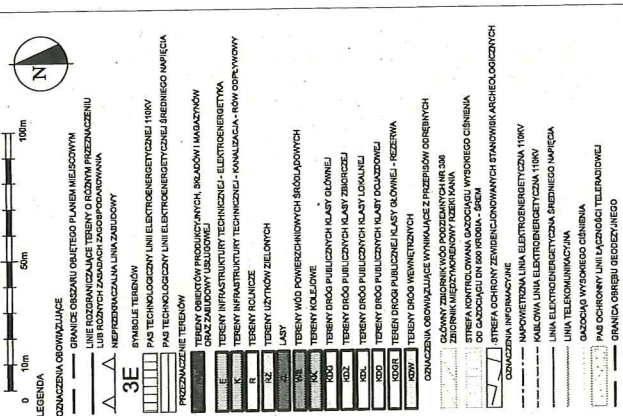 N
0 10m 50m 100m
LEGENDA
OZNACZENIA OBOWIĄZUJĄCE
GRANICE OBSZARU OBJĘTEGO PLANEM MIEJSCOWYM
LINIE ROZGRANICZAJĄCE TERENY O RÓŻNYM PRZEZNACZENIU
LUB RÓŻNYCH ZASADACH ZAGOSPODAROWANIA
NIEPRZEKRACZALNA LINIA ZABUDOWY
3E SYMBOLE TERENÓW
PAS TECHNOLOGICZNY LINII ELEKTROENERGETYCZNEJ 110KV
PAS TECHNOLOGICZNY LINII ELEKTROENERGETYCZNEJ ŚREDNIEGO NAPIĘCIA
PRZEZNACZENIE TERENÓW
TERENY OBIEKTÓW PRODUKCYJNYCH, SKŁADÓW I MAGAZYNÓW
ORAZ ZABUDOWY USŁUGOWEJ
E TERENY INFRASTRUKTURY TECHNICZNEJ - ELEKTROENERGETYKA
K TERENY INFRASTRUKTURY TECHNICZNEJ - KANALIZACJA - RÓW ODPŁYWOWY
R TERENY ROLNICZE
RZ TERENY UŻYTKÓW ZIELONYCH
ZL LASY
WS TERENY WÓD POWIERZCHNIOWYCH ŚRÓDLĄDOWYCH
KK TERENY KOLEJOWE
KDG TERENY DRÓG PUBLICZNYCH KLASY GŁÓWNEJ
KDZ TERENY DRÓG PUBLICZNYCH KLASY ZBIORCZEJ
KDL TERENY DRÓG PUBLICZNYCH KLASY LOKALNEJ
KDD TERENY DRÓG PUBLICZNYCH KLASY DOJAZDOWEJ
KDGR TEREN DROGI PUBLICZNEJ KLASY GŁÓWNEJ - REZERWA
KDW TERENY DRÓG WEWNĘTRZNYCH
OZNACZENIA OBOWIĄZUJĄCE WYNIKAJĄCE Z PRZEPISÓW ODRĘBNYCH
GŁÓWNY ZBIORNIK WÓD PODZIEMNYCH NR 308
ZBIORNIK MIĘDZYMORENOWY RZEKI KANIA
STREFA KONTROLOWANA GAZOCIĄGU WYSOKIEGO CIŚNIENIA
OD GAZOCIĄGU DN 500 KROBIA - ŚREM
STREFA OCHRONY ZEWIDENCJONOWANYCH STANOWISK ARCHEOLOGICZNYCH
OZNACZENIA INFORMACYJNE
NAPOWIETRZNA LINIA ELEKTROENERGETYCZNA 110KV
KABLOWA LINIA ELEKTROENERGETYCZNA 110KV
LINIA ELEKTROENERGETYCZNA ŚREDNIEGO NAPIĘCIA
LINIA TELEKOMUNIKACYJNA
GAZOCIĄG WYSOKIEGO CIŚNIENIA
PAS OCHRONNY LINII ŁĄCZNOŚCI TELERADIOWEJ
GRANICA OBRĘBU GEODEZYJNEGO